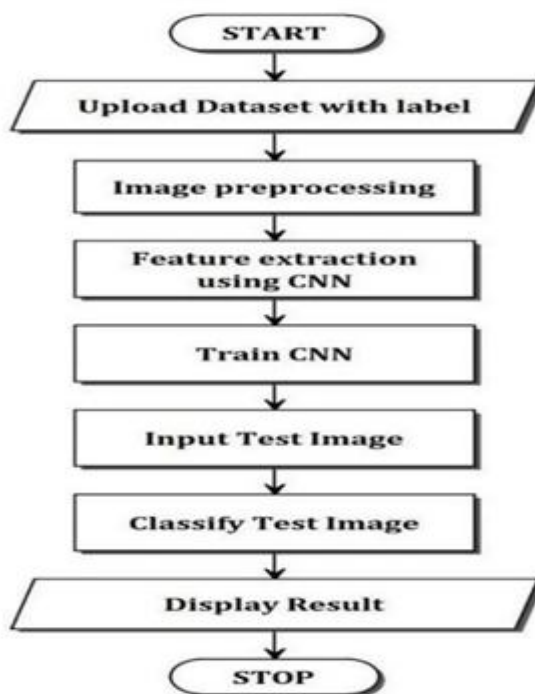 START
Upload Dataset with label
Image preprocessing
Feature extraction
using CNN
Train CNN
Input Test Image
Classify Test Image
Display Result
STOP